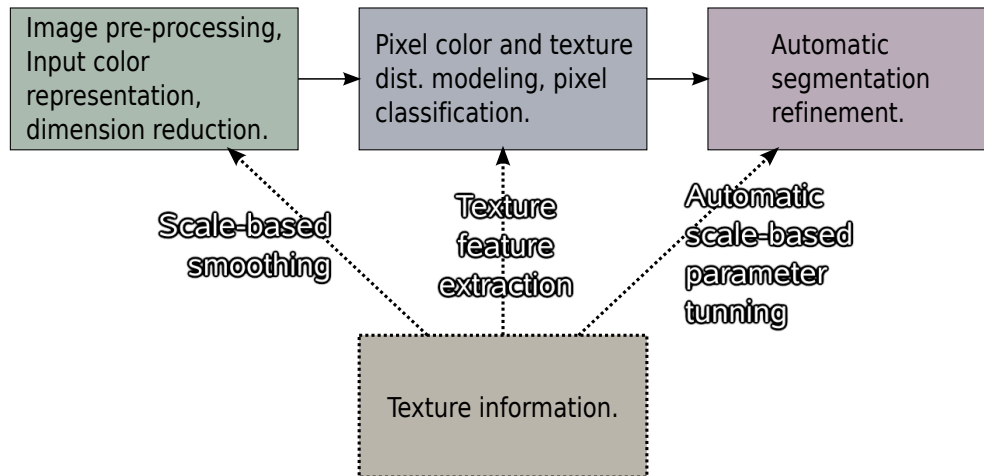 Image pre-processing,
Input color
representation,
dimension reduction.
Pixel color and texture
dist. modeling, pixel
classification.
Automatic
segmentation
refinement.
Scale-based
smoothing
Texture
feature
extraction
Automatic
scale-based
parameter
tunning
Texture information.